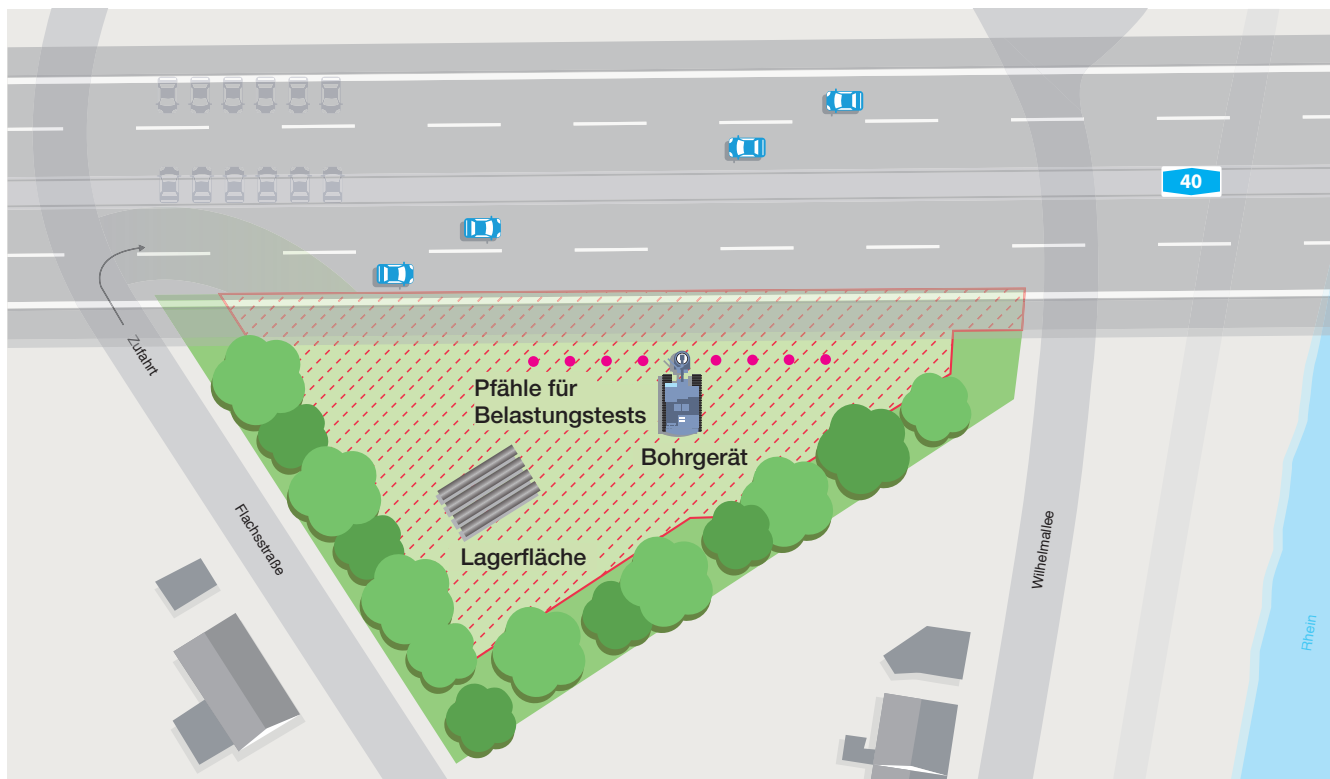 40
Zufahrt
Pfähle für
Belastungstests
Bohrgerät
Flachsstraße
Lagerfläche
Wilhelmallee
Rhein